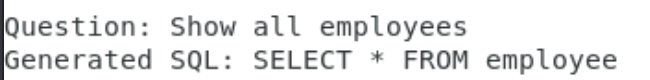 Question: Show all employees
Generated SQL: SELECT * FROM employee